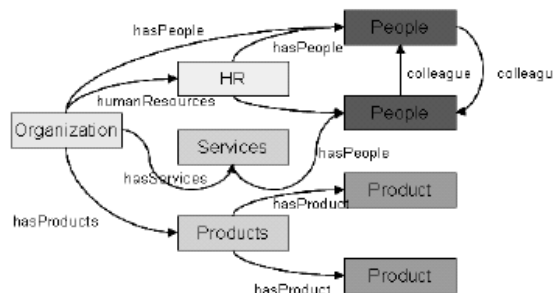 hasPeople
People
hasPeople
HR
colleague
colleagu
humanResources
People
Organization
Services
hasPeople
hasServices
Product
hasProduct
hasProducts
Products
Product
hasProduct